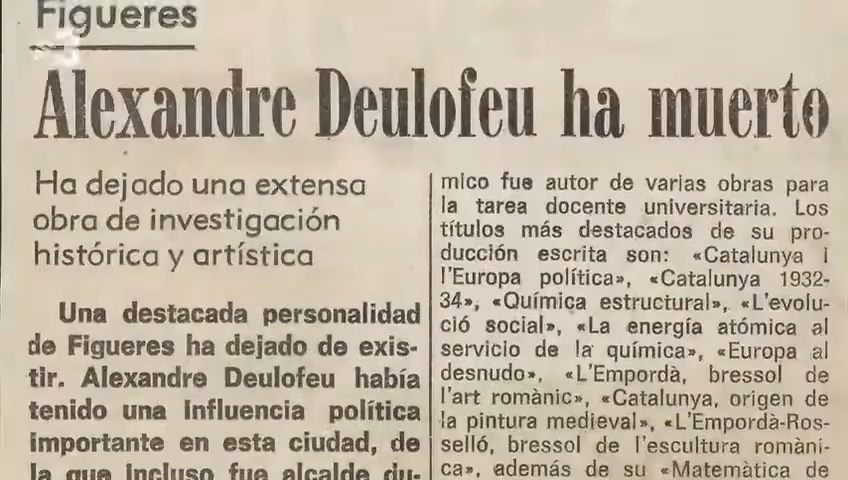 Figueres
Alexandre Deulofeu ha muerto
Ha dejado una extensa
obra de investigación
histórica y artística
Una destacada personalidad
de Figueres ha dejado de exis-
tir. Alexandre Deulofeu había
tenido una influencia política
importante en esta ciudad, de
la que incluso fue alcalde du-
mico fue autor de varias obras para
la tarea docente universitaria. Los
títulos más destacados de su pro-
ducción escrita son: «Catalunya i
l'Europa política», «Catalunya 1932-
34», «Química estructural», «L'evolu-
ció social», «La energía atómica al
servicio de la química», «Europa al
desnudo», «L'Empordà, bressol de
l'art romànic», «Catalunya, origen de
la pintura medieval», «L'Empordà-Ros-
selló, bressol de l'escultura romàni-
ca», además de su «Matemàtica de